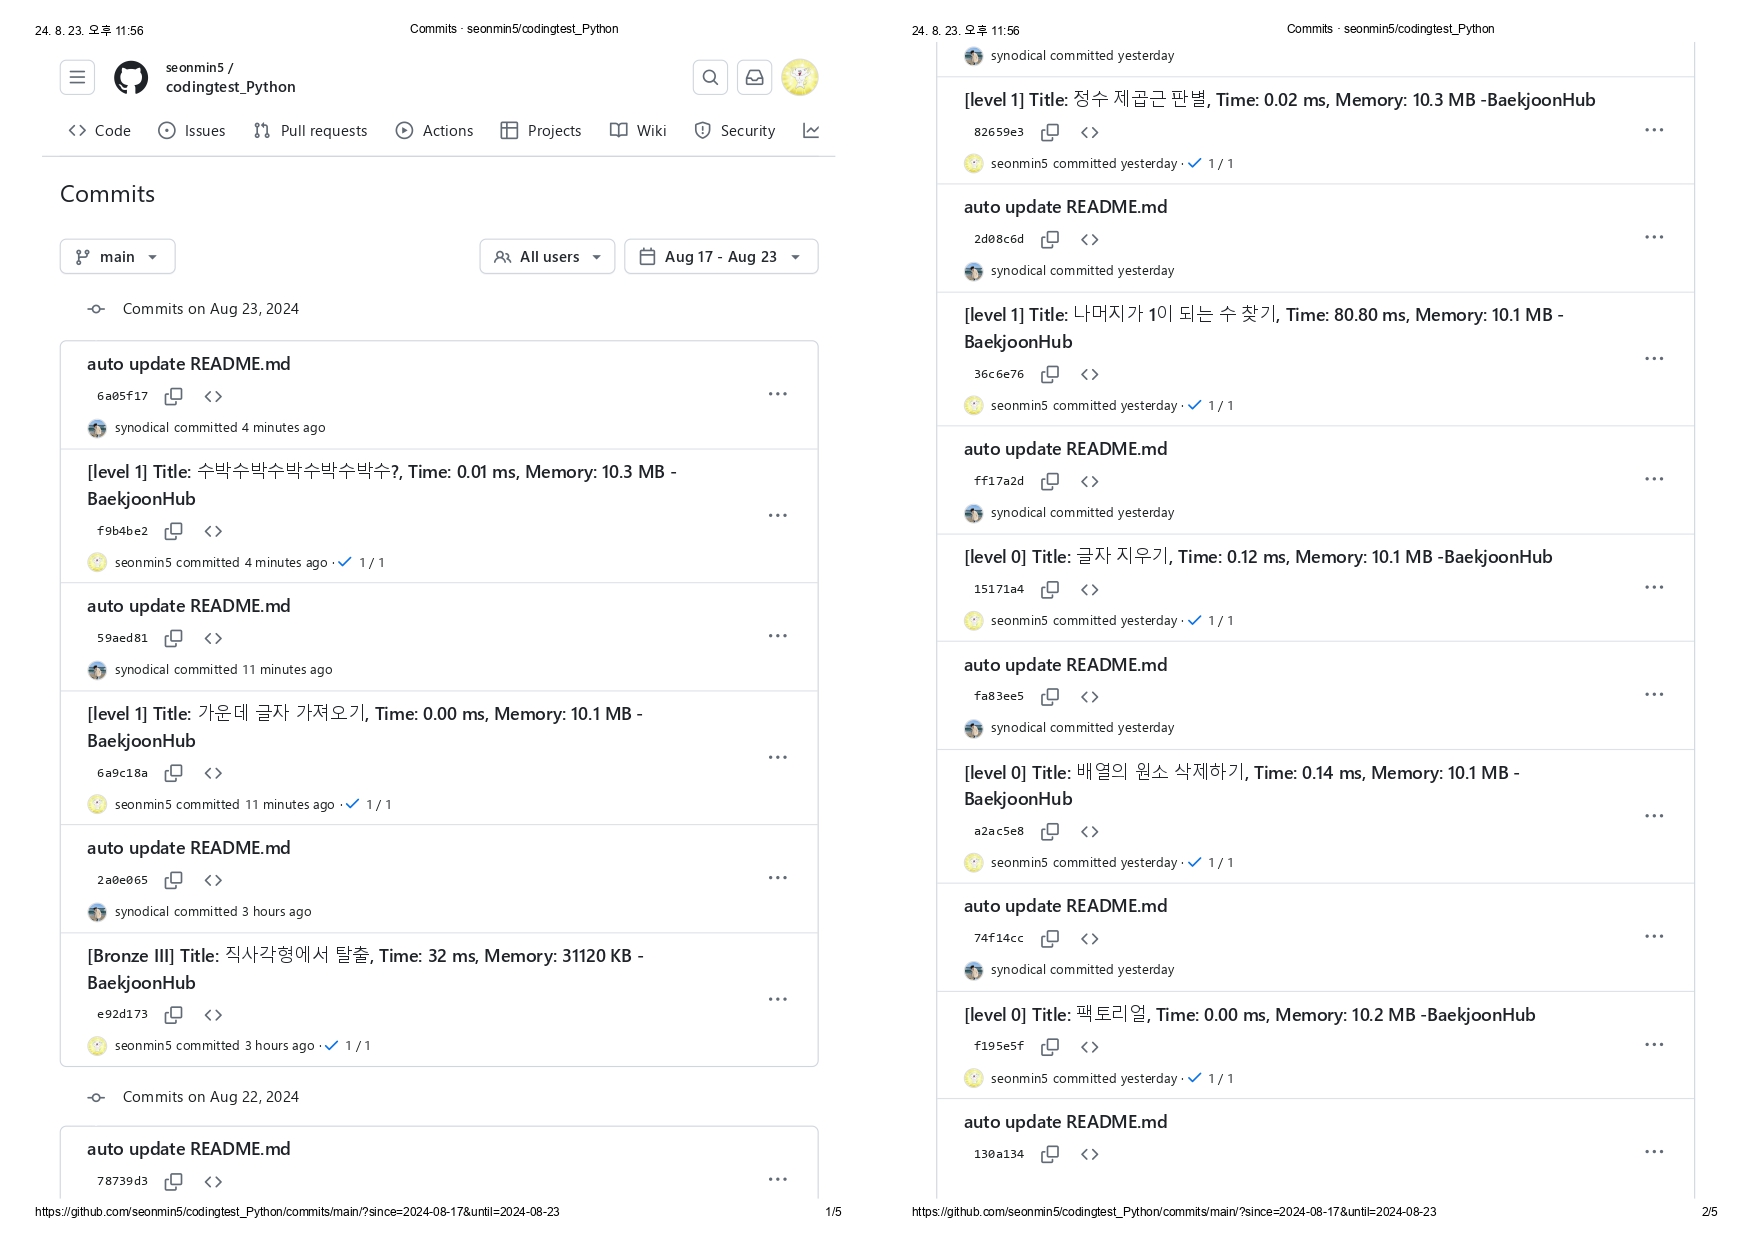 24. 8. 23. 오후 11:56
Commits · seonmin5/codingtest_Python
seonmin5 /
codingtest_Python
Code Issues Pull requests Actions Projects Wiki Security
Commits
main All users Aug 17 - Aug 23
Commits on Aug 23, 2024
auto update README.md
6a05f17
synodical committed 4 minutes ago
[level 1] Title: 수박수박수박수박수박수?, Time: 0.01 ms, Memory: 10.3 MB -
BaekjoonHub
f9b4be2
seonmin5 committed 4 minutes ago · 1 / 1
auto update README.md
59aed81
synodical committed 11 minutes ago
[level 1] Title: 가운데 글자 가져오기, Time: 0.00 ms, Memory: 10.1 MB -
BaekjoonHub
6a9c18a
seonmin5 committed 11 minutes ago · 1 / 1
auto update README.md
2a0e065
synodical committed 3 hours ago
[Bronze III] Title: 직사각형에서 탈출, Time: 32 ms, Memory: 31120 KB -
BaekjoonHub
e92d173
seonmin5 committed 3 hours ago · 1 / 1
Commits on Aug 22, 2024
auto update README.md
78739d3
https://github.com/seonmin5/codingtest_Python/commits/main/?since=2024-08-17&until=2024-08-23
1/5
24. 8. 23. 오후 11:56
Commits · seonmin5/codingtest_Python
synodical committed yesterday
[level 1] Title: 정수 제곱근 판별, Time: 0.02 ms, Memory: 10.3 MB -BaekjoonHub
82659e3
seonmin5 committed yesterday · 1 / 1
auto update README.md
2d08c6d
synodical committed yesterday
[level 1] Title: 나머지가 1이 되는 수 찾기, Time: 80.80 ms, Memory: 10.1 MB -
BaekjoonHub
36c6e76
seonmin5 committed yesterday · 1 / 1
auto update README.md
ff17a2d
synodical committed yesterday
[level 0] Title: 글자 지우기, Time: 0.12 ms, Memory: 10.1 MB -BaekjoonHub
15171a4
seonmin5 committed yesterday · 1 / 1
auto update README.md
fa83ee5
synodical committed yesterday
[level 0] Title: 배열의 원소 삭제하기, Time: 0.14 ms, Memory: 10.1 MB -
BaekjoonHub
a2ac5e8
seonmin5 committed yesterday · 1 / 1
auto update README.md
74f14cc
synodical committed yesterday
[level 0] Title: 팩토리얼, Time: 0.00 ms, Memory: 10.2 MB -BaekjoonHub
f195e5f
seonmin5 committed yesterday · 1 / 1
auto update README.md
130a134
https://github.com/seonmin5/codingtest_Python/commits/main/?since=2024-08-17&until=2024-08-23
2/5